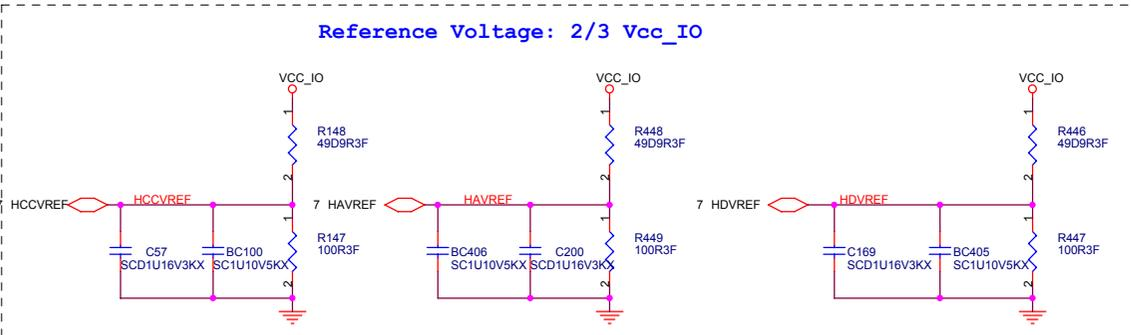 Reference Voltage: 2/3 Vcc_IO
VCC_IO
VCC_IO
VCC_IO
1
1
1
R148
49D9R3F
R448
49D9R3F
R446
49D9R3F
2
2
2
HCCVREF
HCCVREF
7 HAVREF
HAVREF
7 HDVREF
HDVREF
1
1
1
R147
100R3F
R449
100R3F
R447
100R3F
C57
SCD1U16V3KX
BC100
SC1U10V5KX
BC406
SC1U10V5KX
C200
SCD1U16V3KX
C169
SCD1U16V3KX
BC405
SC1U10V5KX
2
2
2